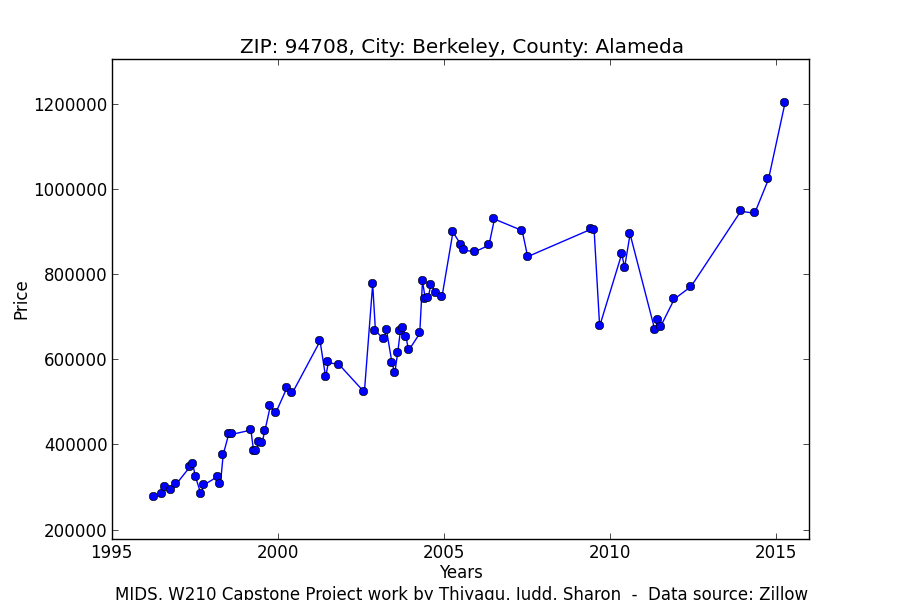 ZIP: 94708, City: Berkeley, County: Alameda
1200000
1000000
800000
600000
400000
200000
Price
1995 2000 2005 2010 2015
Years
MIDS, W210 Capstone Project work by Thiyagu, Judd, Sharon - Data source: Zillow